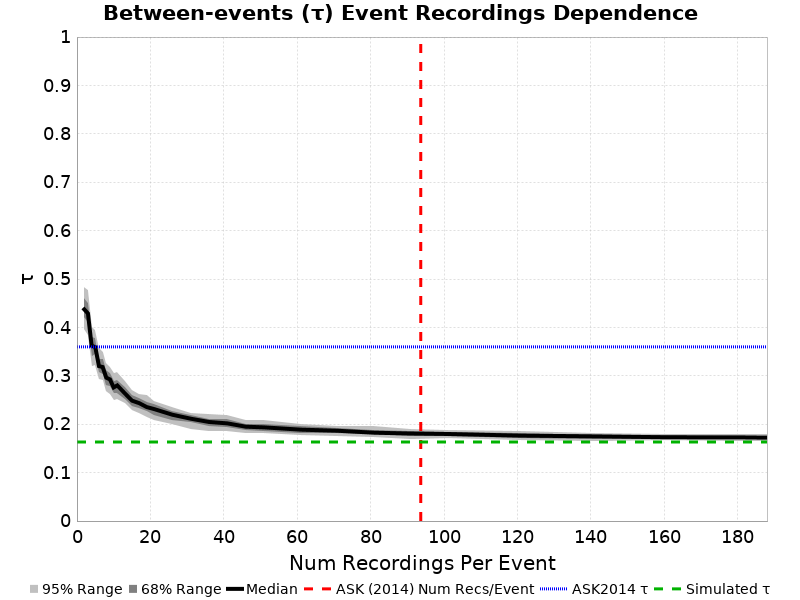 Between-events (τ) Event Recordings Dependence
1
0.9
0.8
0.7
0.6
0.5
0.4
0.3
0.2
0.1
0
τ
0 20 40 60 80 100 120 140 160 180
Num Recordings Per Event
95% Range 68% Range Median ASK (2014) Num Recs/Event ASK2014 τ Simulated τ